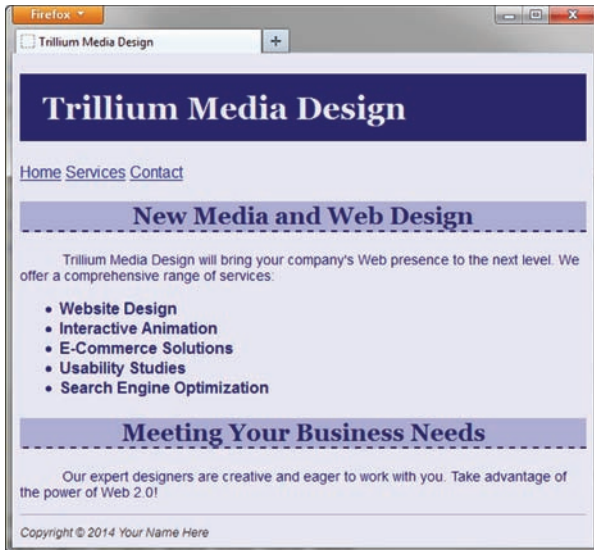 Firefox
Trillium Media Design
Trillium Media Design
Home Services Contact
New Media and Web Design
Trillium Media Design will bring your company's Web presence to the next level. We
offer a comprehensive range of services:
• Website Design
• Interactive Animation
• E-Commerce Solutions
• Usability Studies
• Search Engine Optimization
Meeting Your Business Needs
Our expert designers are creative and eager to work with you. Take advantage of
the power of Web 2.0!
Copyright © 2014 Your Name Here